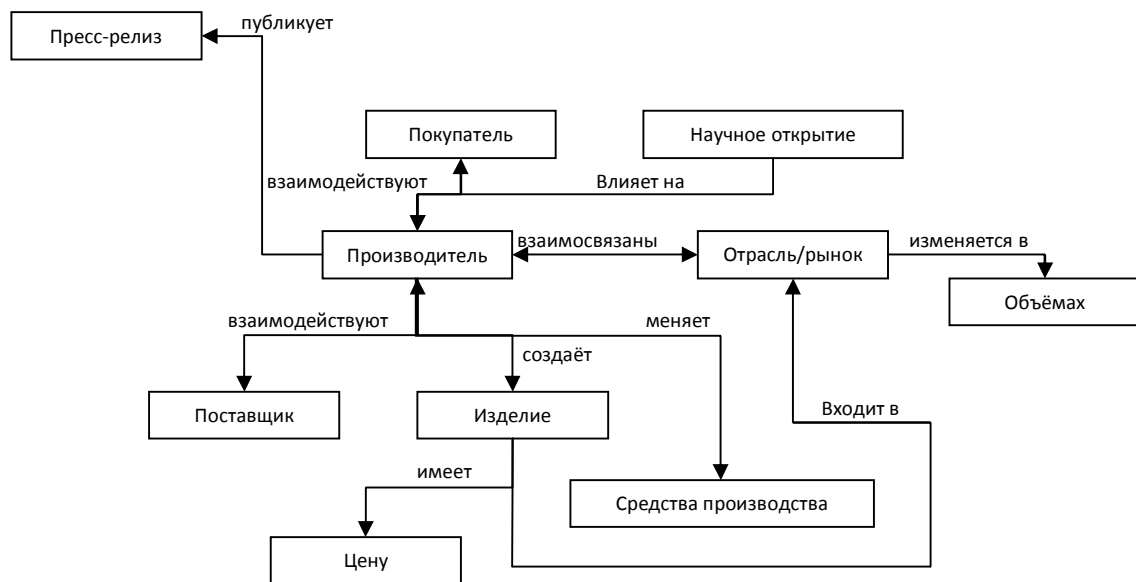 публикует
Пресс-релиз
Покупатель
Научное открытие
взаимодействуют
Влияет на
Производитель
взаимосвязаны
Отрасль/рынок
изменяется в
Объёмах
взаимодействуют
меняет
создаёт
Поставщик
Изделие
Входит в
имеет
Средства производства
Цену